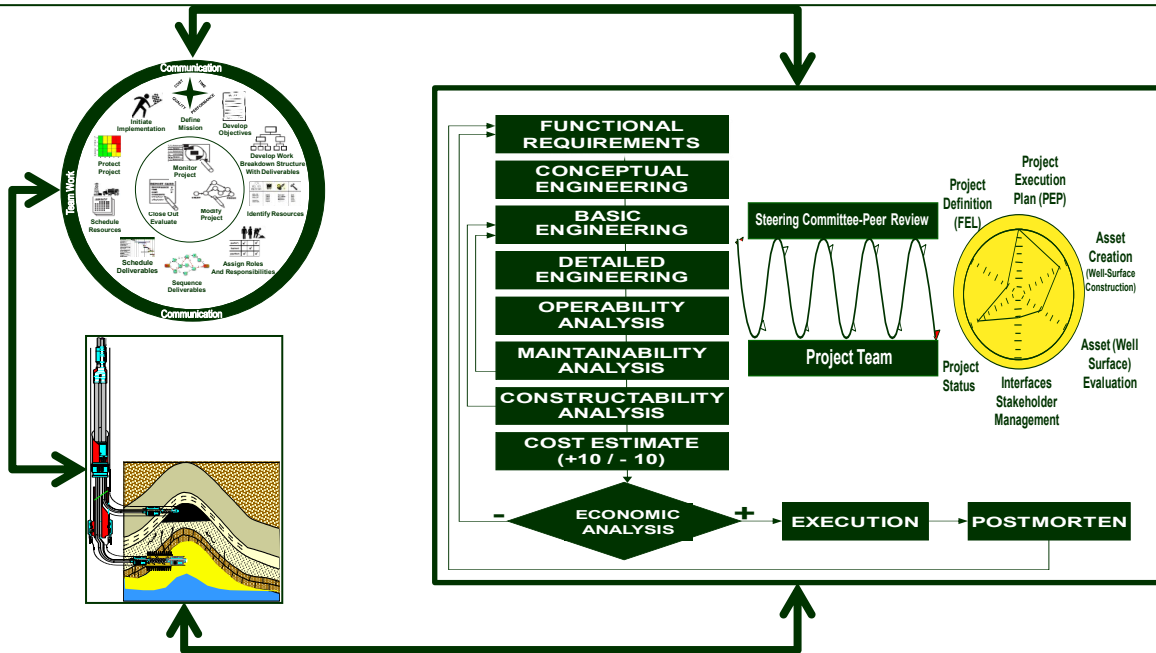 Communication
COST
TIME
QUALITY
PERFORMANCE
Define
Mission
Develop
Objectives
Develop Work
Breakdown Structure
With Deliverables
Identify Resources
Assign Roles
And Responsibilities
Sequence
Deliverables
Schedule
Deliverables
Schedule
Resources
Protect
Project
Initiate
Implementation
Monitor
Project
Modify
Project
Close Out
Evaluate
Team Work
Communication
FUNCTIONAL
REQUIREMENTS
CONCEPTUAL
ENGINEERING
BASIC
ENGINEERING
DETAILED
ENGINEERING
OPERABILITY
ANALYSIS
MAINTAINABILITY
ANALYSIS
CONSTRUCTABILITY
ANALYSIS
COST ESTIMATE
(+10 / - 10)
-
ECONOMIC
ANALYSIS
+
EXECUTION
POSTMORTEN
Steering Committee-Peer Review
Project Team
Project
Definition
(FEL)
Project
Execution
Plan (PEP)
Asset
Creation
(Well-Surface
Construction)
Asset (Well
Surface)
Evaluation
Interfaces
Stakeholder
Management
Project
Status